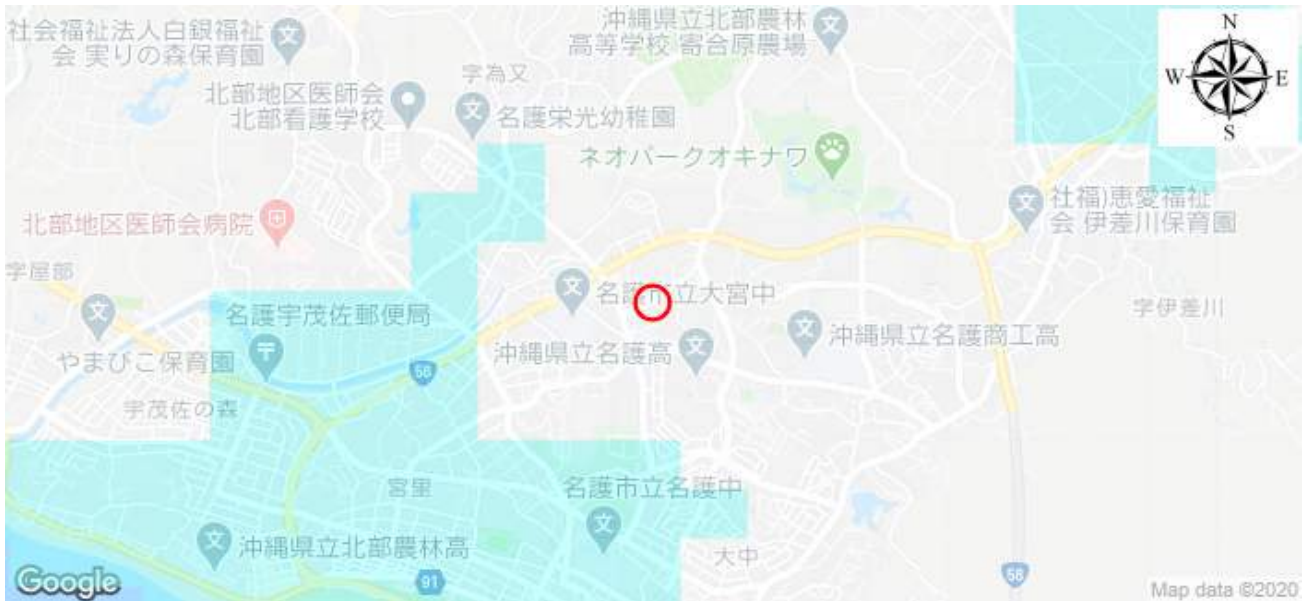 社会福祉法人白銀福祉
会 実りの森保育園
沖縄県立北部農林
高等学校 寄合原農場
N
W
E
S
字為又
北部地区医師会
北部看護学校
名護栄光幼稚園
ネオパークオキナワ
社福)恵愛福祉
会 伊差川保育園
北部地区医師会病院
字屋部
名護市立大宮中
字伊差川
名護宇茂佐郵便局
沖縄県立名護商工高
沖縄県立名護高
やまびこ保育園
58
宇茂佐の森
宮里
名護市立名護中
沖縄県立北部農林高
大中
91
58
Google
Map data ©2020